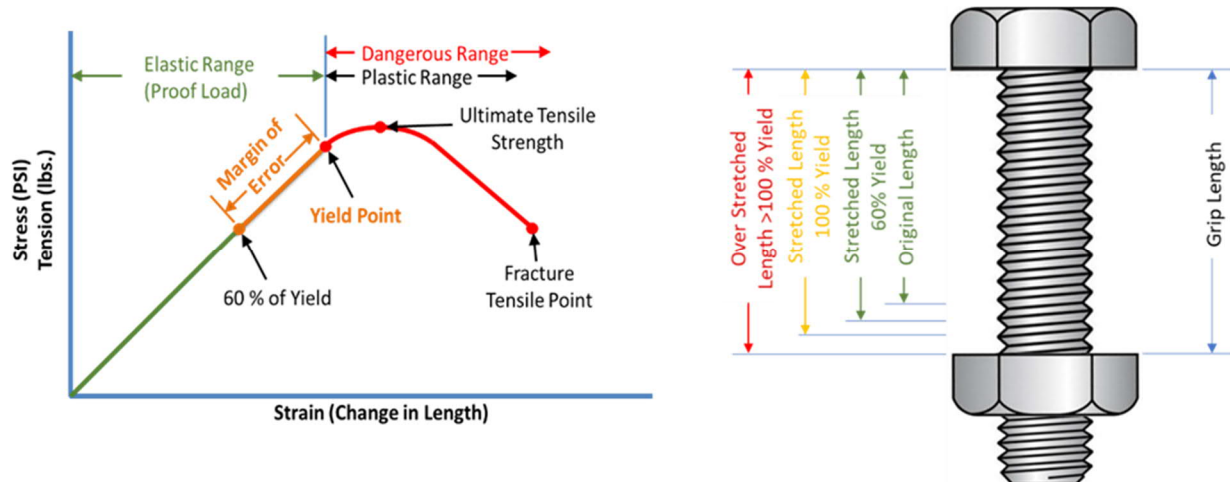 Dangerous Range
Elastic Range
(Proof Load)
Plastic Range
Ultimate Tensile
Strength
Margin of
Error
Yield Point
60 % of Yield
Fracture
Tensile Point
Stress (PSI)
Tension (lbs.)
Strain (Change in Length)
Over Stretched
Length >100 % Yield
Stretched Length
100 % Yield
Stretched Length
60% Yield
Original Length
Grip Length